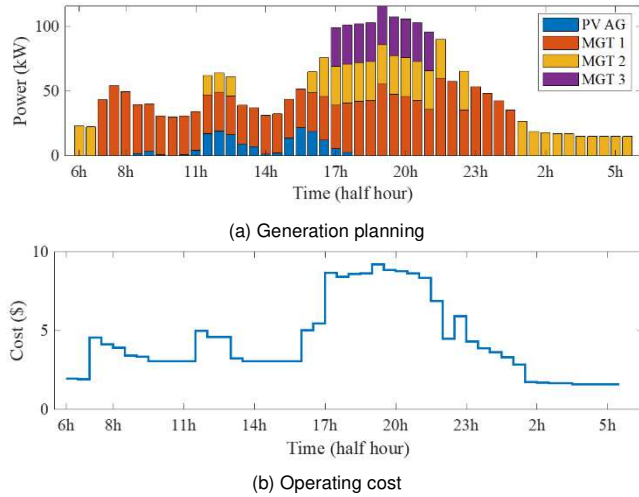 100
50
0
Power (kW)
PV AG
MGT 1
MGT 2
MGT 3
6h 8h 11h 14h 17h 20h 23h 2h 5h
Time (half hour)
(a) Generation planning
10
5
0
Cost ($)
6h 8h 11h 14h 17h 20h 23h 2h 5h
Time (half hour)
(b) Operating cost